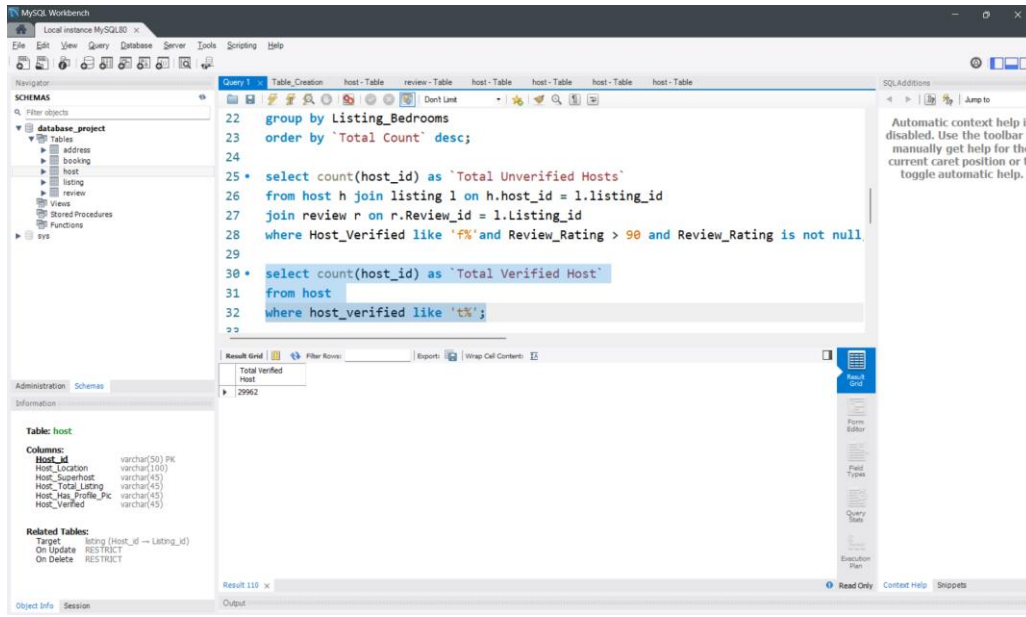 MySQL Workbench
Local instance MySQL80 ×
File Edit View Query Database Server Tools Scripting Help
Navigator
SCHEMAS
Filter objects
database_project
Tables
address
booking
host
listing
review
Views
Stored Procedures
Functions
sys
Administration Schemas
Information
Table: host
Columns:
Host_id varchar(50) PK
Host_Location varchar(100)
Host_Superhost varchar(45)
Host_Total_Listing varchar(45)
Host_Has_Profile_Pic varchar(45)
Host_Verified varchar(45)
Related Tables:
Target listing (Host_id → Listing_id)
On Update RESTRICT
On Delete RESTRICT
Object Info Session
Query 1 × Table_Creation host - Table review - Table host - Table host - Table host - Table host - Table
Don't Limit
22 group by Listing_Bedrooms
23 order by `Total Count` desc;
24
25 select count(host_id) as `Total Unverified Hosts`
26 from host h join listing l on h.host_id = l.listing_id
27 join review r on r.Review_id = l.Listing_id
28 where Host_Verified like 'f%'and Review_Rating > 90 and Review_Rating is not null
29
30 select count(host_id) as `Total Verified Host`
31 from host
32 where host_verified like 't%';
33
Result Grid Filter Rows: Export: Wrap Cell Content:
Total Verified
Host
29962
Result
Grid
Form
Editor
Field
Types
Query
Stats
Execution
Plan
Result 110 × Read Only
Output
SQLAdditions
Jump to
Automatic context help i
disabled. Use the toolbar
manually get help for the
current caret position or t
toggle automatic help.
Context Help Snippets